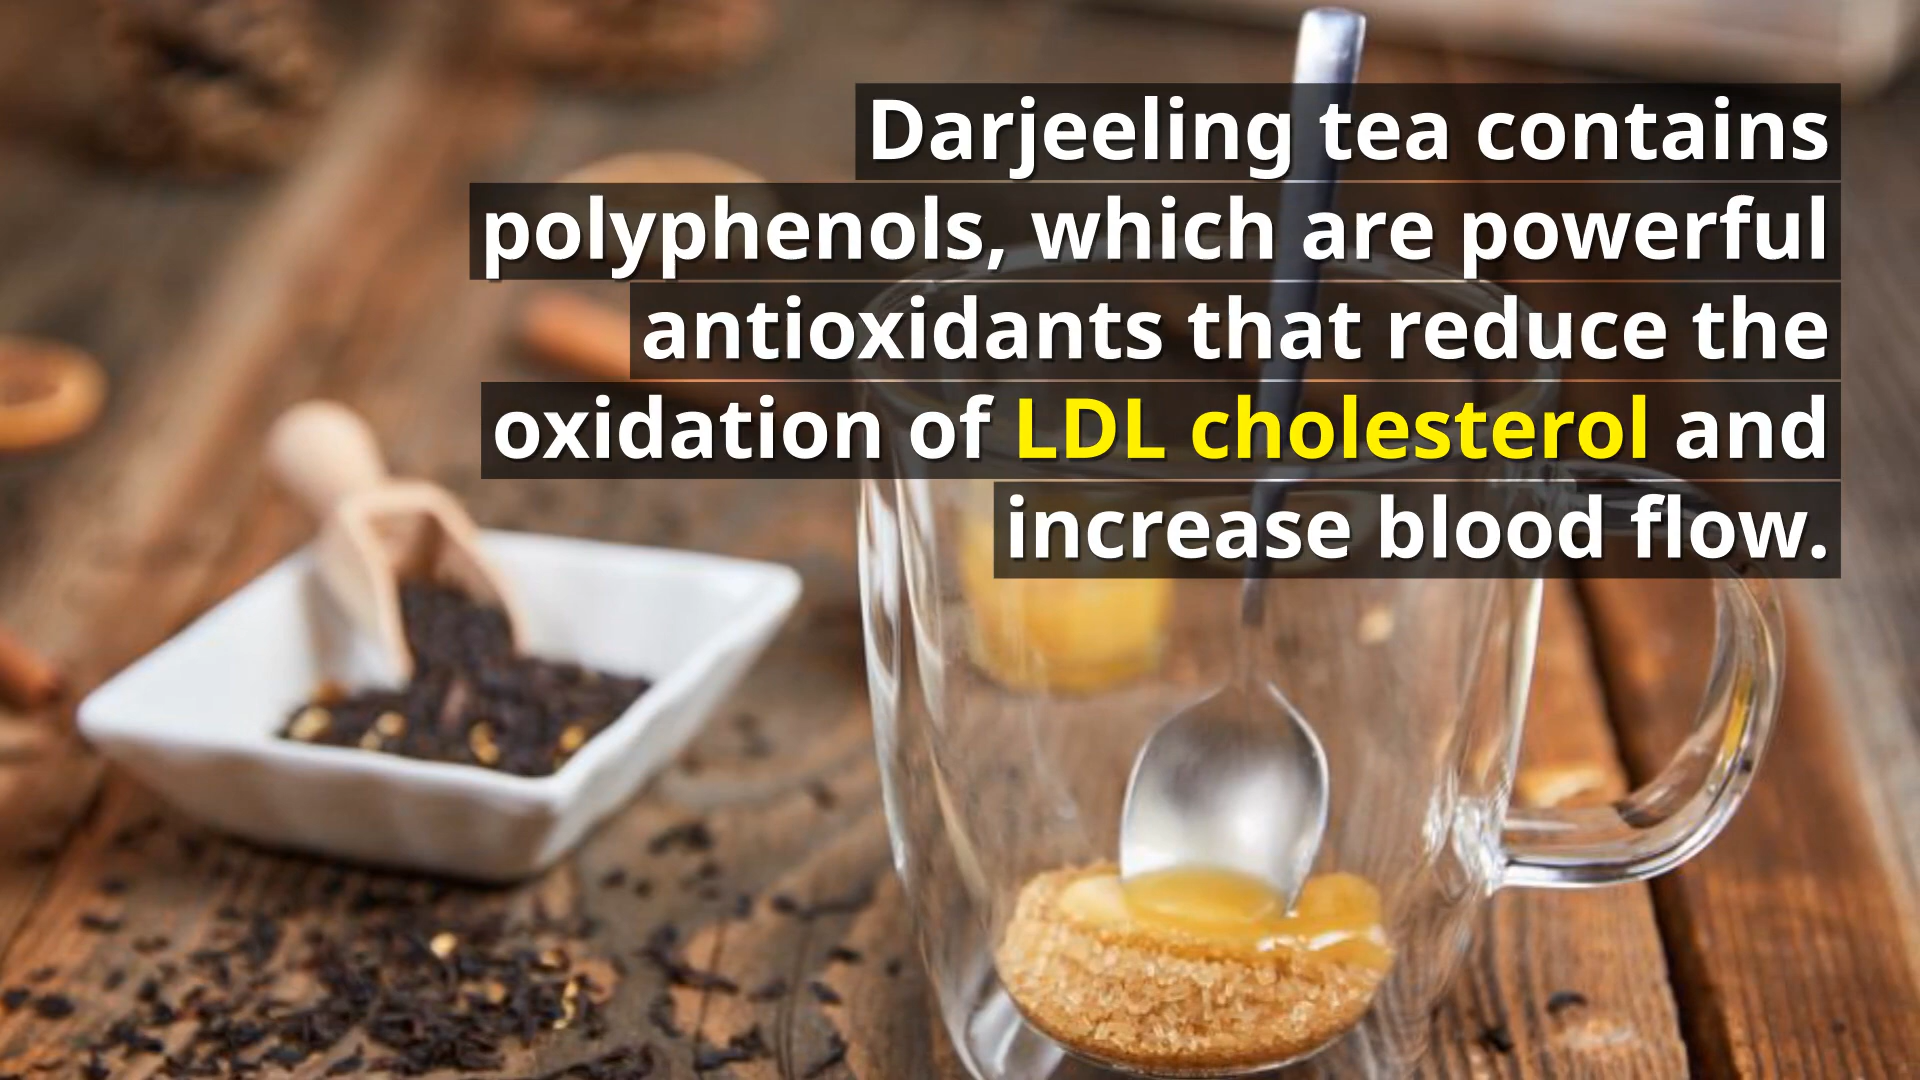 Darjeeling tea contains
polyphenols, which are powerful
antioxidants that reduce the
oxidation of LDL cholesterol and
increase blood flow.